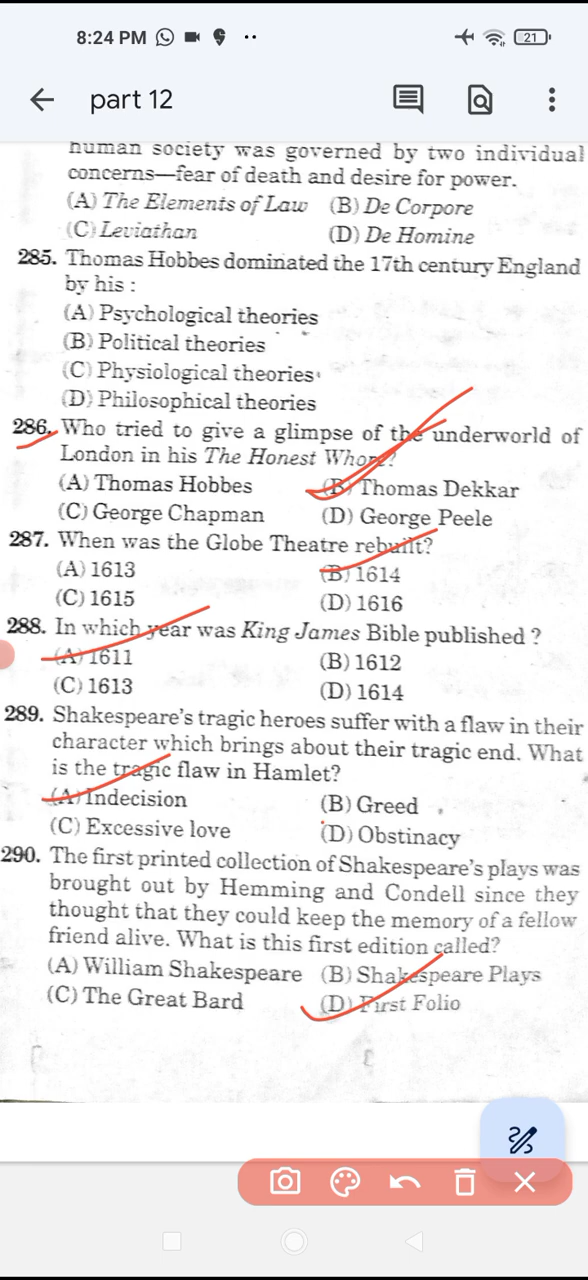 8:24 PM
21
part 12
human society was governed by two individual
concerns—fear of death and desire for power.
(A) The Elements of Law (B) De Corpore
(C) Leviathan (D) De Homine
285. Thomas Hobbes dominated the 17th century England
by his :
(A) Psychological theories
(B) Political theories
(C) Physiological theories
(D) Philosophical theories
286. Who tried to give a glimpse of the underworld of
London in his The Honest Whore?
(A) Thomas Hobbes (B) Thomas Dekkar
(C) George Chapman (D) George Peele
287. When was the Globe Theatre rebuilt?
(A) 1613 (B) 1614
(C) 1615 (D) 1616
288. In which year was King James Bible published ?
(A) 1611 (B) 1612
(C) 1613 (D) 1614
289. Shakespeare's tragic heroes suffer with a flaw in their
character which brings about their tragic end. What
is the tragic flaw in Hamlet?
(A) Indecision (B) Greed
(C) Excessive love (D) Obstinacy
290. The first printed collection of Shakespeare's plays was
brought out by Hemming and Condell since they
thought that they could keep the memory of a fellow
friend alive. What is this first edition called?
(A) William Shakespeare (B) Shakespeare Plays
(C) The Great Bard (D) First Folio